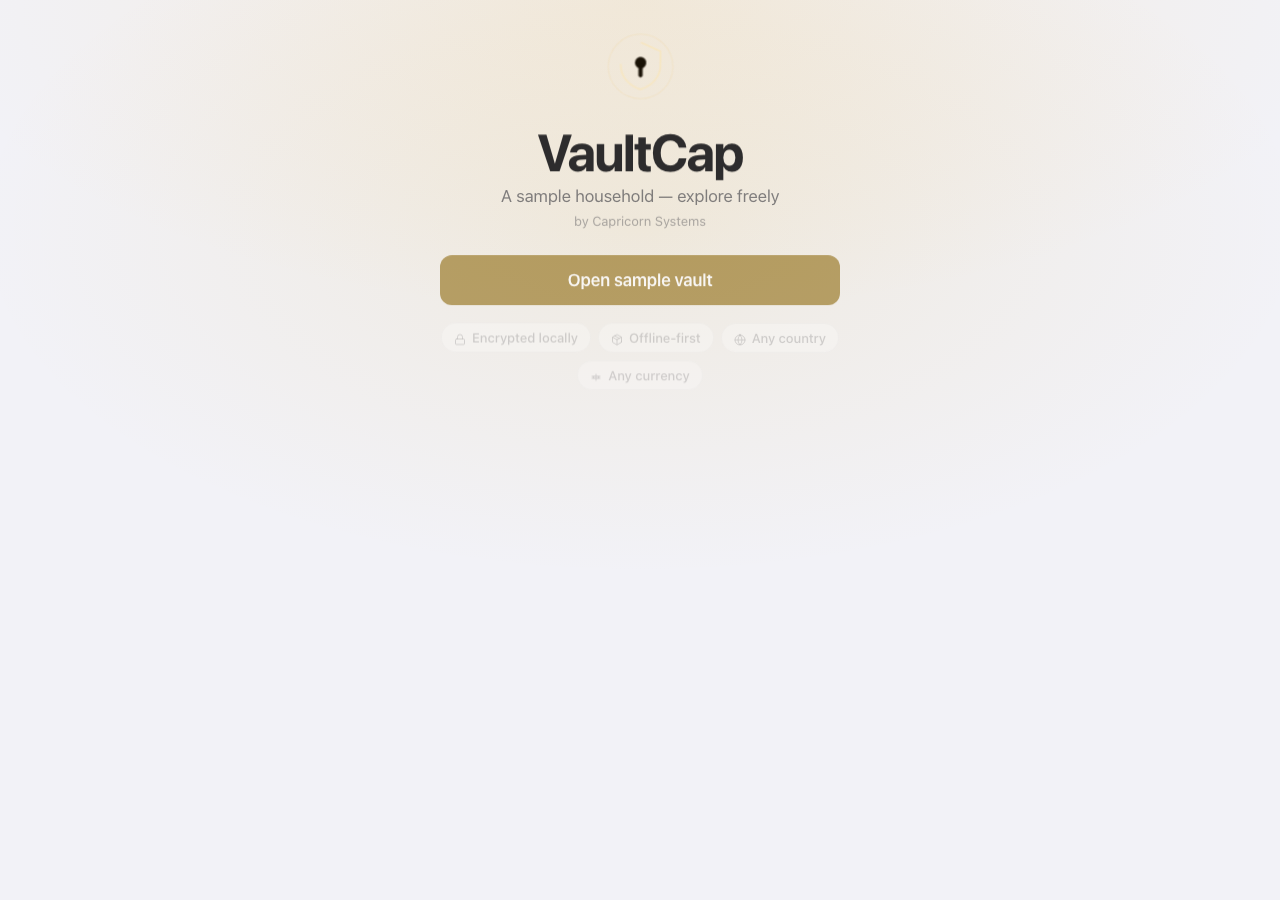 VaultCap
A sample household — explore freely
by Capricorn Systems
Open sample vault
Encrypted locally
Offline-first
Any country
Any currency